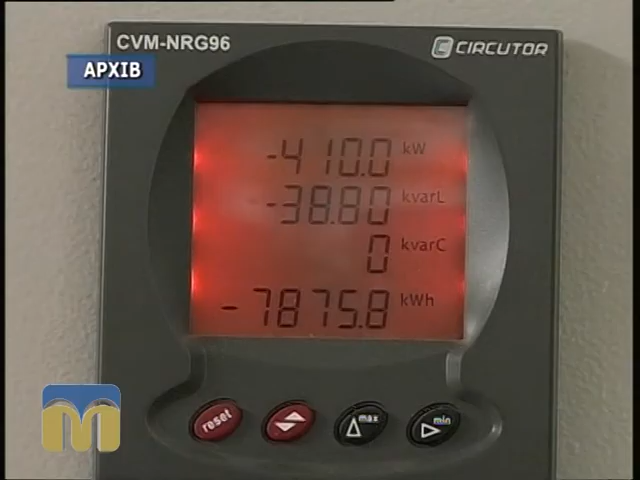 CVM-NRG96
CIRCUTOR
АРХІВ
-410.0 kW
-38.80 kvarL
0 kvarC
-7875.8 kWh
reset
max
min
M